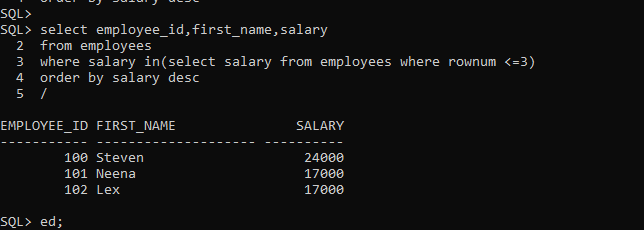 4  order by salary desc
SQL>
SQL> select employee_id,first_name,salary
  2  from employees
  3  where salary in(select salary from employees where rownum <=3)
  4  order by salary desc
  5  /

EMPLOYEE_ID FIRST_NAME               SALARY
----------- -------------------- ----------
        100 Steven                    24000
        101 Neena                     17000
        102 Lex                       17000

SQL> ed;